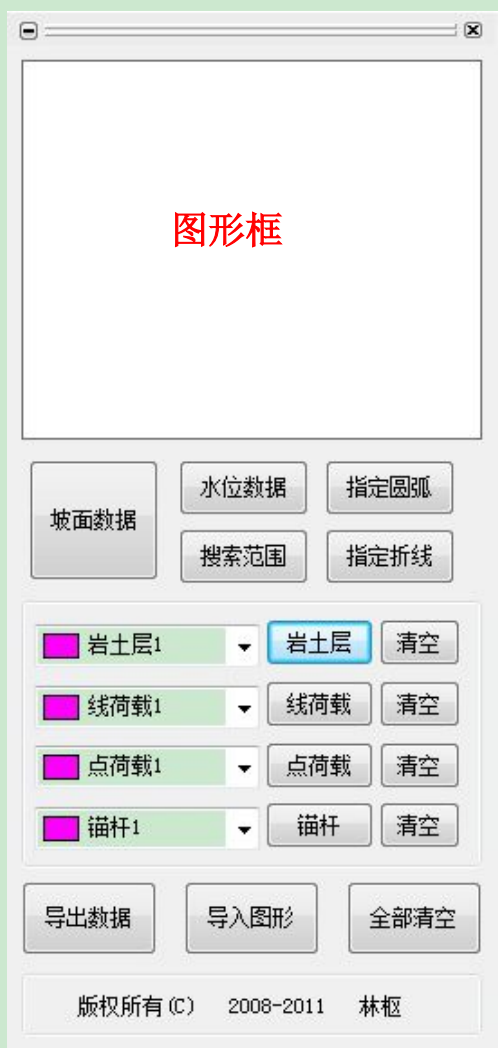 图形框
坡面数据
水位数据
指定圆弧
搜索范围
指定折线
岩土层1 岩土层 清空
线荷载1 线荷载 清空
点荷载1 点荷载 清空
锚杆1 锚杆 清空
导出数据 导入图形 全部清空
版权所有(C) 2008-2011 林枢